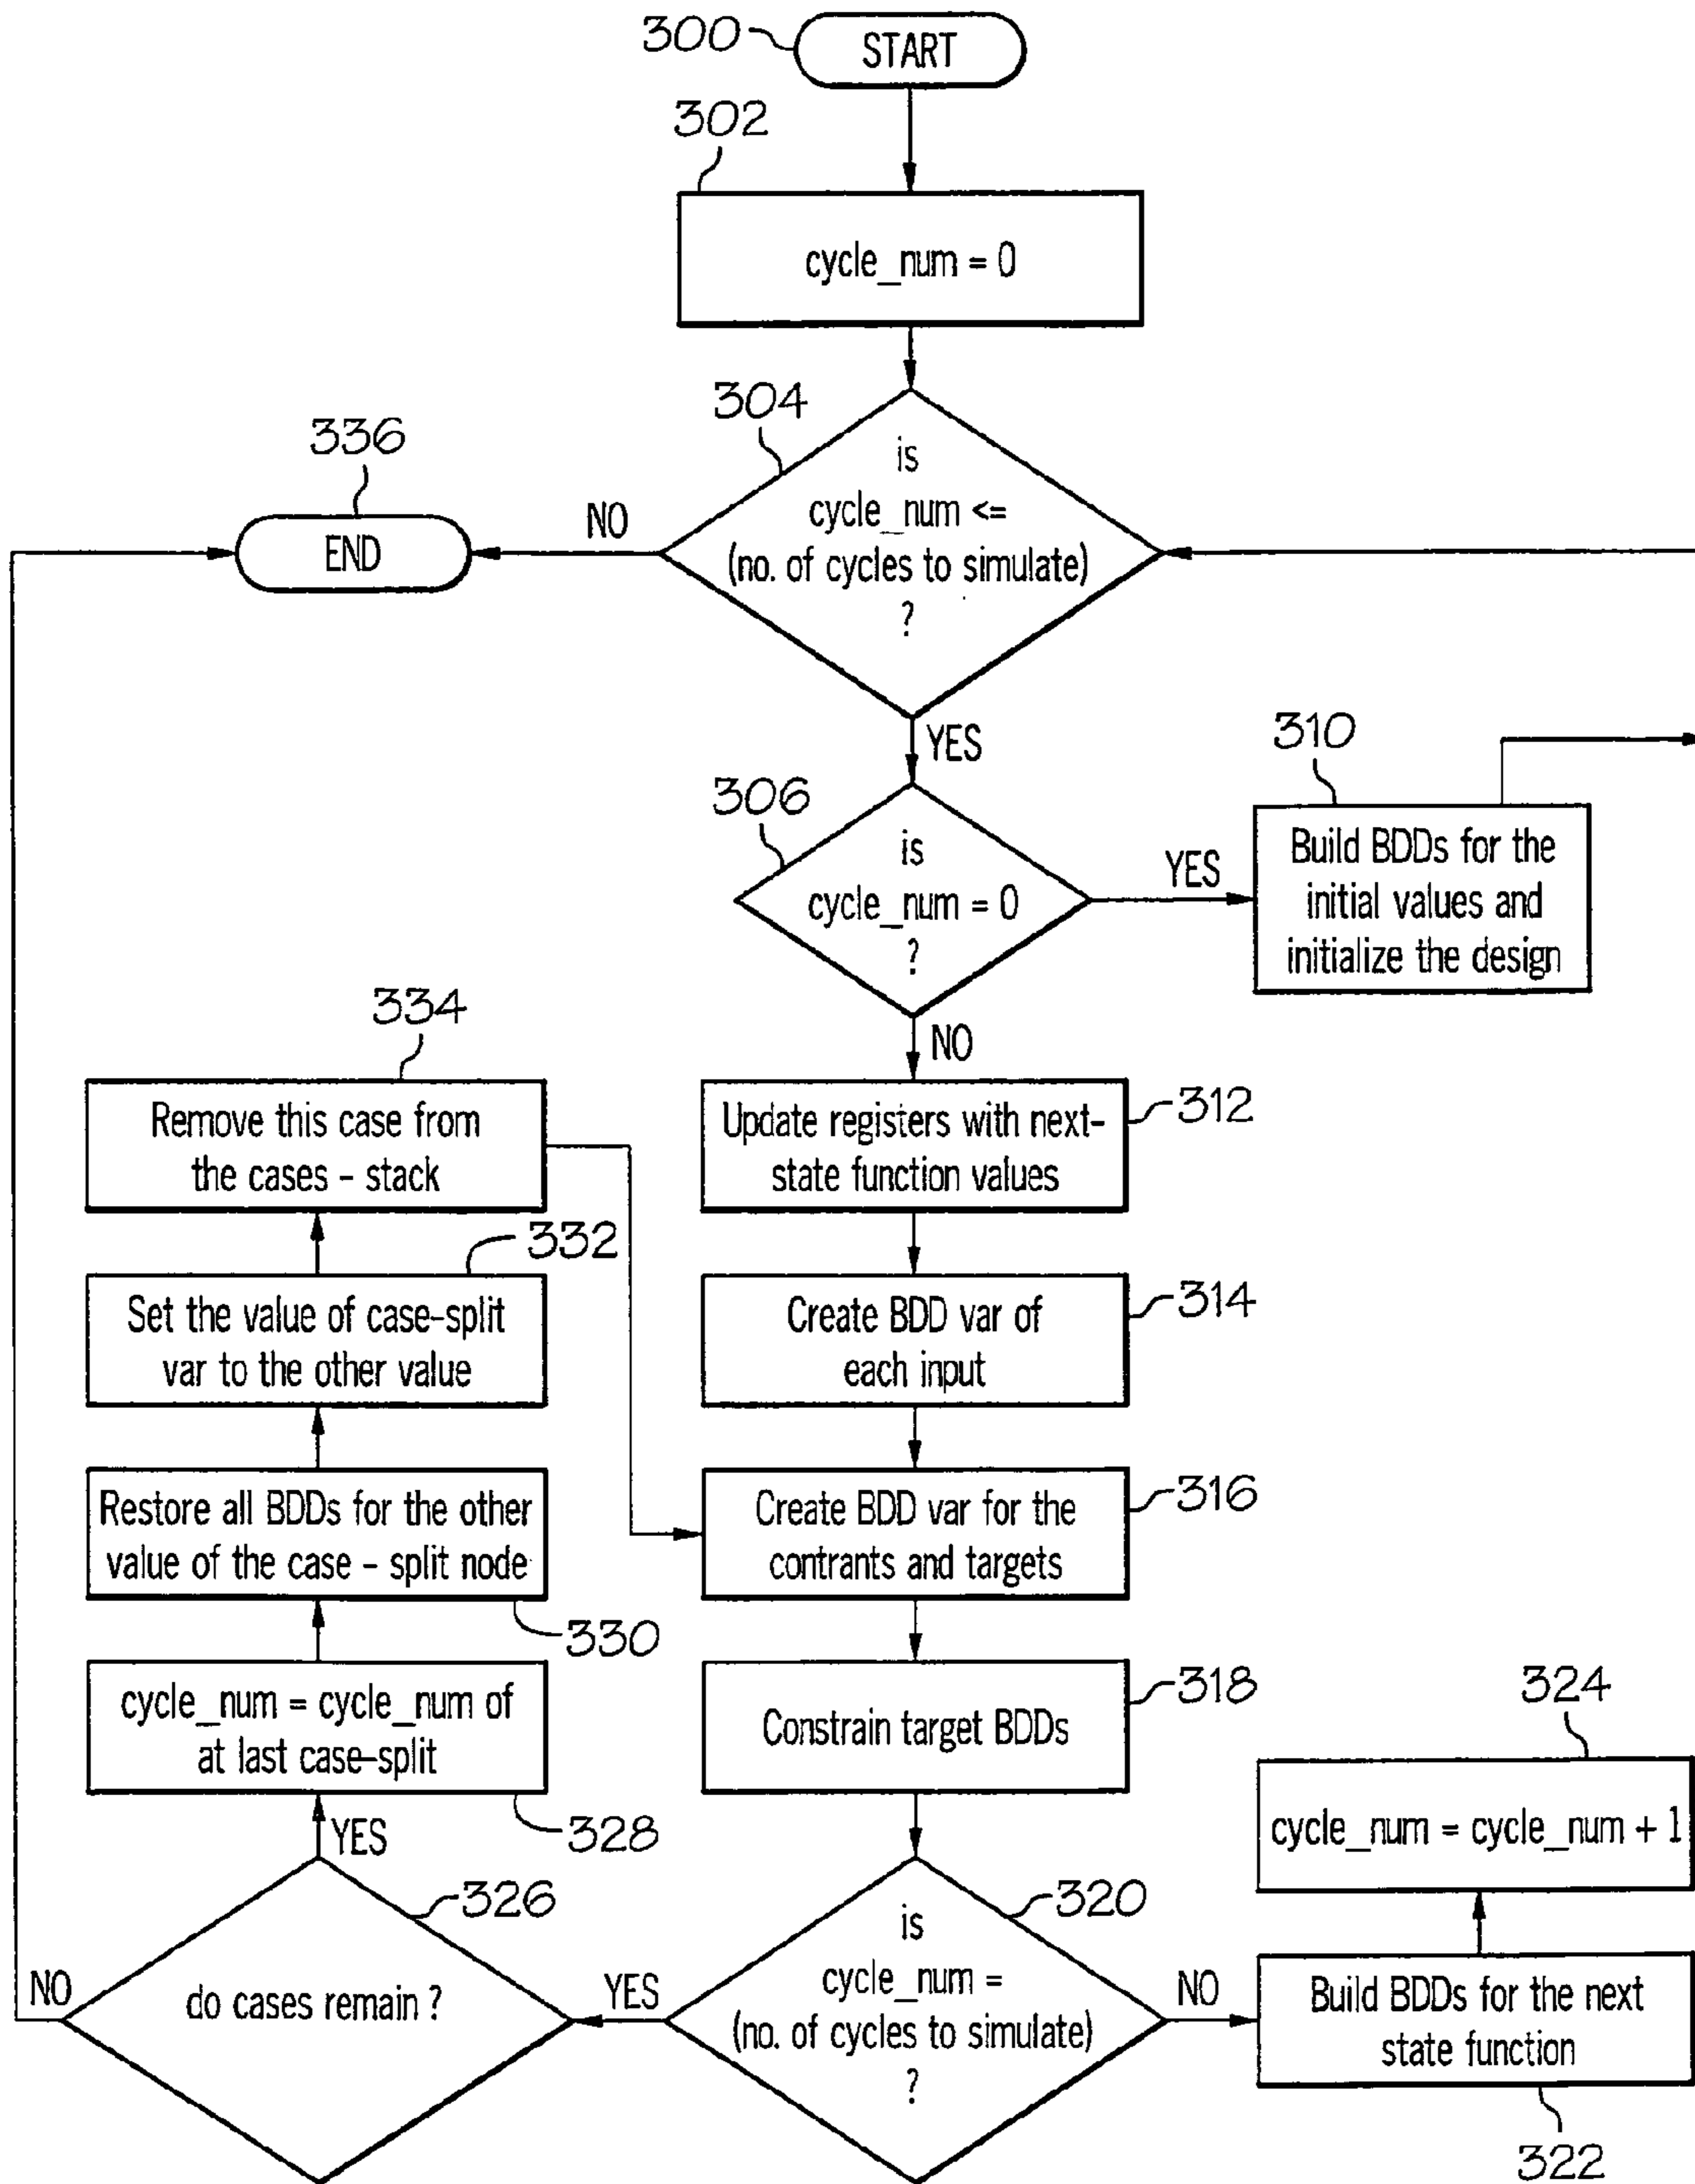 300
START
302
cycle_num = 0
304
is
cycle_num <=
(no. of cycles to simulate)
?
NO
336
END
YES
306
is
cycle_num = 0
?
YES
310
Build BDDs for the
initial values and
initialize the design
NO
312
Update registers with next-
state function values
314
Create BDD var of
each input
316
Create BDD var for the
contrants and targets
318
Constrain target BDDs
320
is
cycle_num =
(no. of cycles to simulate)
?
NO
322
Build BDDs for the next
state function
324
cycle_num = cycle_num + 1
YES
326
do cases remain ?
NO
YES
328
cycle_num = cycle_num of
at last case-split
330
Restore all BDDs for the other
value of the case - split node
332
Set the value of case-split
var to the other value
334
Remove this case from
the cases - stack